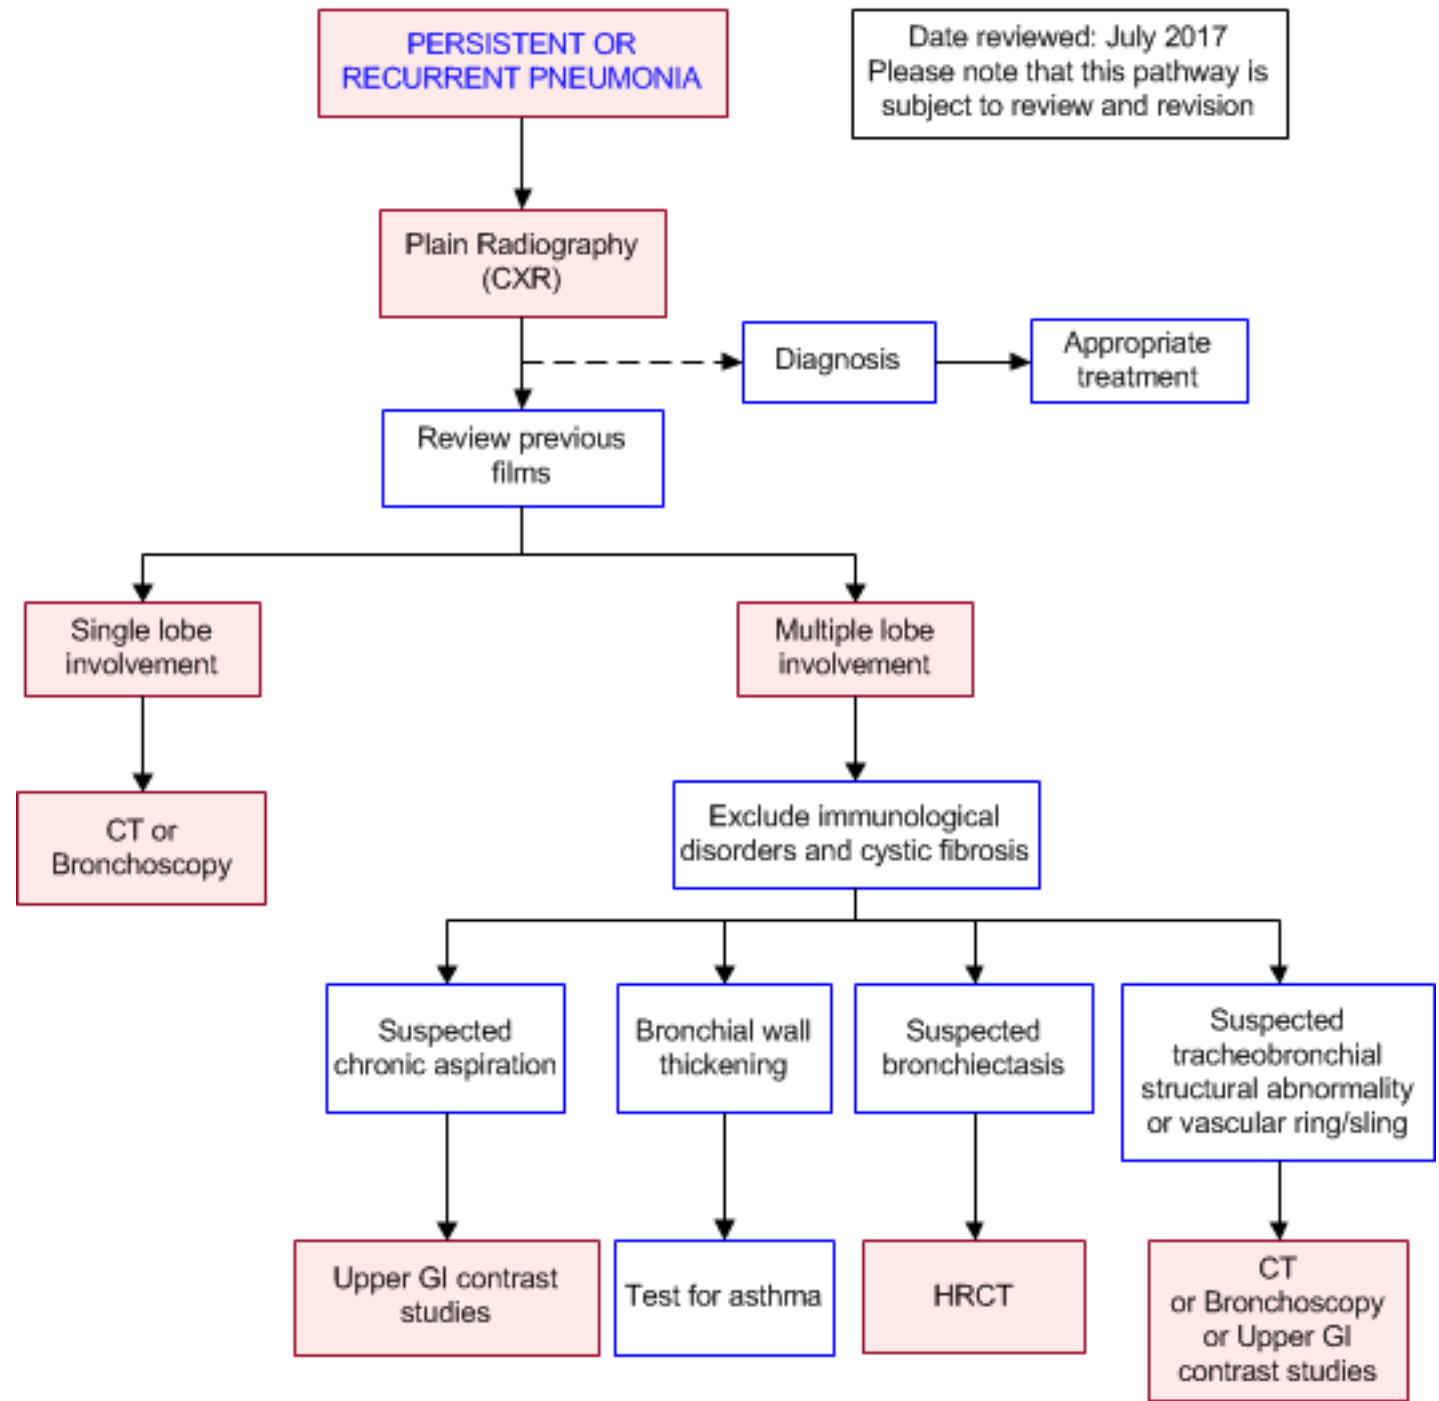 PERSISTENT OR
RECURRENT PNEUMONIA
Date reviewed: July 2017
Please note that this pathway is
subject to review and revision
Plain Radiography
(CXR)
Diagnosis
Appropriate
treatment
Review previous
films
Single lobe
involvement
Multiple lobe
involvement
CT or
Bronchoscopy
Exclude immunological
disorders and cystic fibrosis
Suspected
chronic aspiration
Bronchial wall
thickening
Suspected
bronchiectasis
Suspected
tracheobronchial
structural abnormality
or vascular ring/sling
Upper GI contrast
studies
Test for asthma
HRCT
CT
or Bronchoscopy
or Upper GI
contrast studies